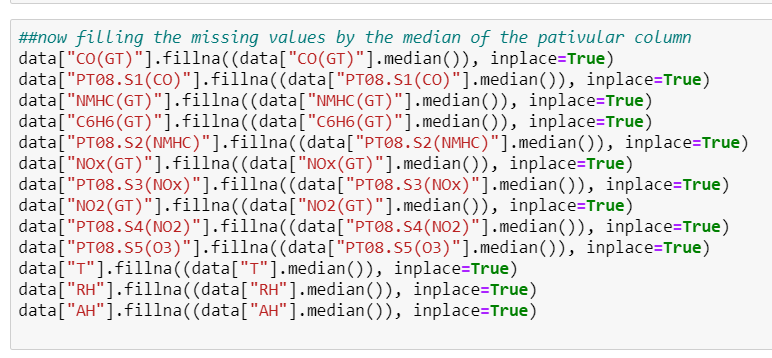 ##now filling the missing values by the median of the pativular column
data["CO(GT)"].fillna((data["CO(GT)"].median()), inplace=True)
data["PT08.S1(CO)"].fillna((data["PT08.S1(CO)"].median()), inplace=True)
data["NMHC(GT)"].fillna((data["NMHC(GT)"].median()), inplace=True)
data["C6H6(GT)"].fillna((data["C6H6(GT)"].median()), inplace=True)
data["PT08.S2(NMHC)"].fillna((data["PT08.S2(NMHC)"].median()), inplace=True)
data["NOx(GT)"].fillna((data["NOx(GT)"].median()), inplace=True)
data["PT08.S3(NOx)"].fillna((data["PT08.S3(NOx)"].median()), inplace=True)
data["NO2(GT)"].fillna((data["NO2(GT)"].median()), inplace=True)
data["PT08.S4(NO2)"].fillna((data["PT08.S4(NO2)"].median()), inplace=True)
data["PT08.S5(O3)"].fillna((data["PT08.S5(O3)"].median()), inplace=True)
data["T"].fillna((data["T"].median()), inplace=True)
data["RH"].fillna((data["RH"].median()), inplace=True)
data["AH"].fillna((data["AH"].median()), inplace=True)